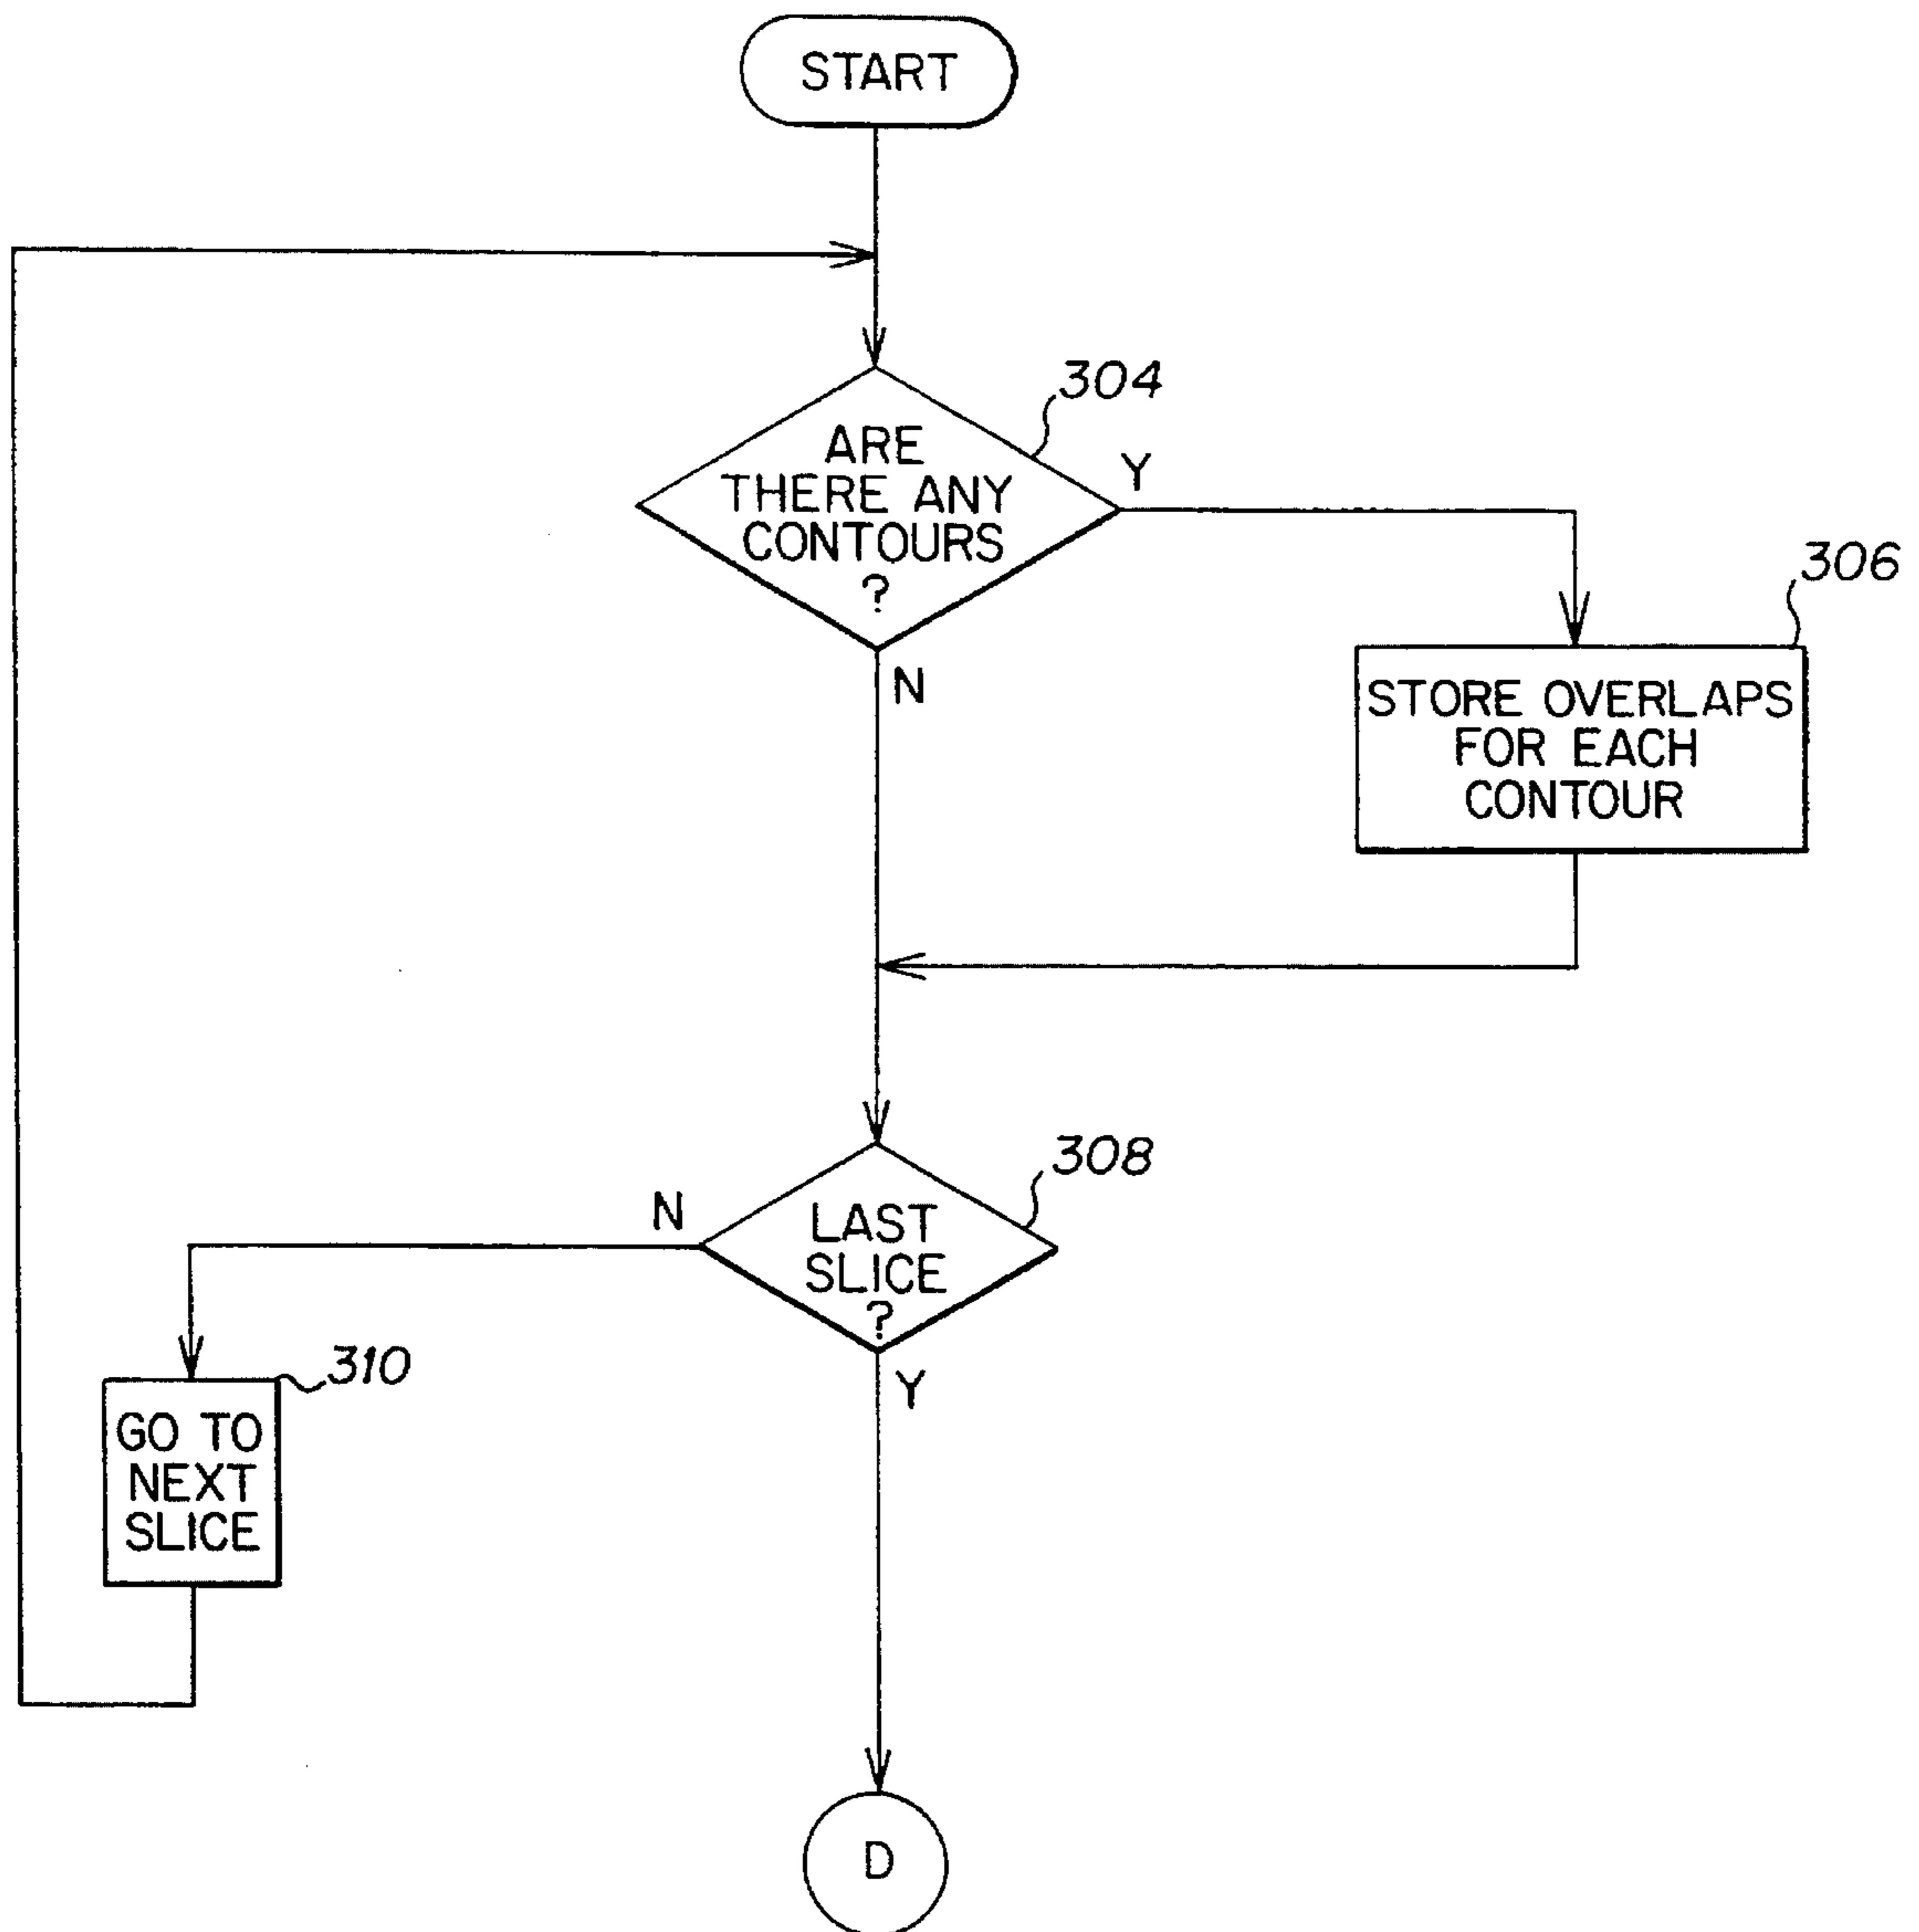 START
304
ARE
THERE ANY
CONTOURS
?
Y
N
306
STORE OVERLAPS
FOR EACH
CONTOUR
308
LAST
SLICE
?
N
Y
310
GO TO
NEXT
SLICE
D